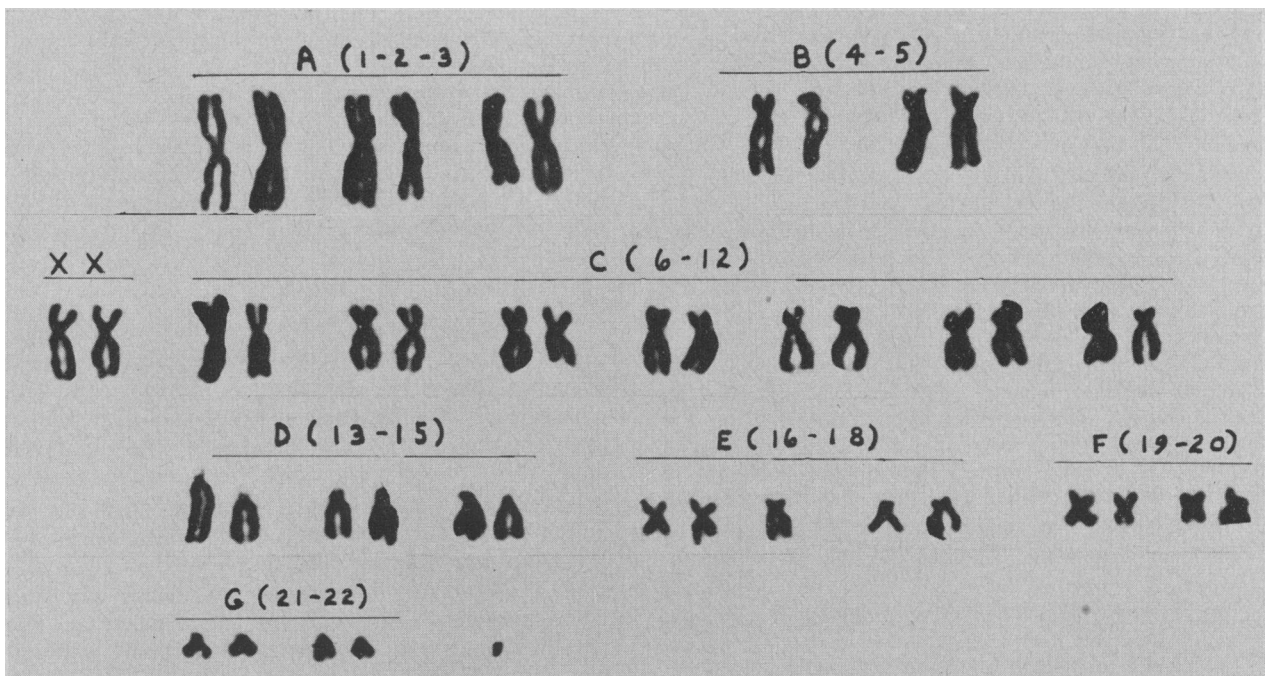 A (1-2-3) B (4-5)
X X C (6-12)
D (13-15) E (16-18) F (19-20)
G (21-22)